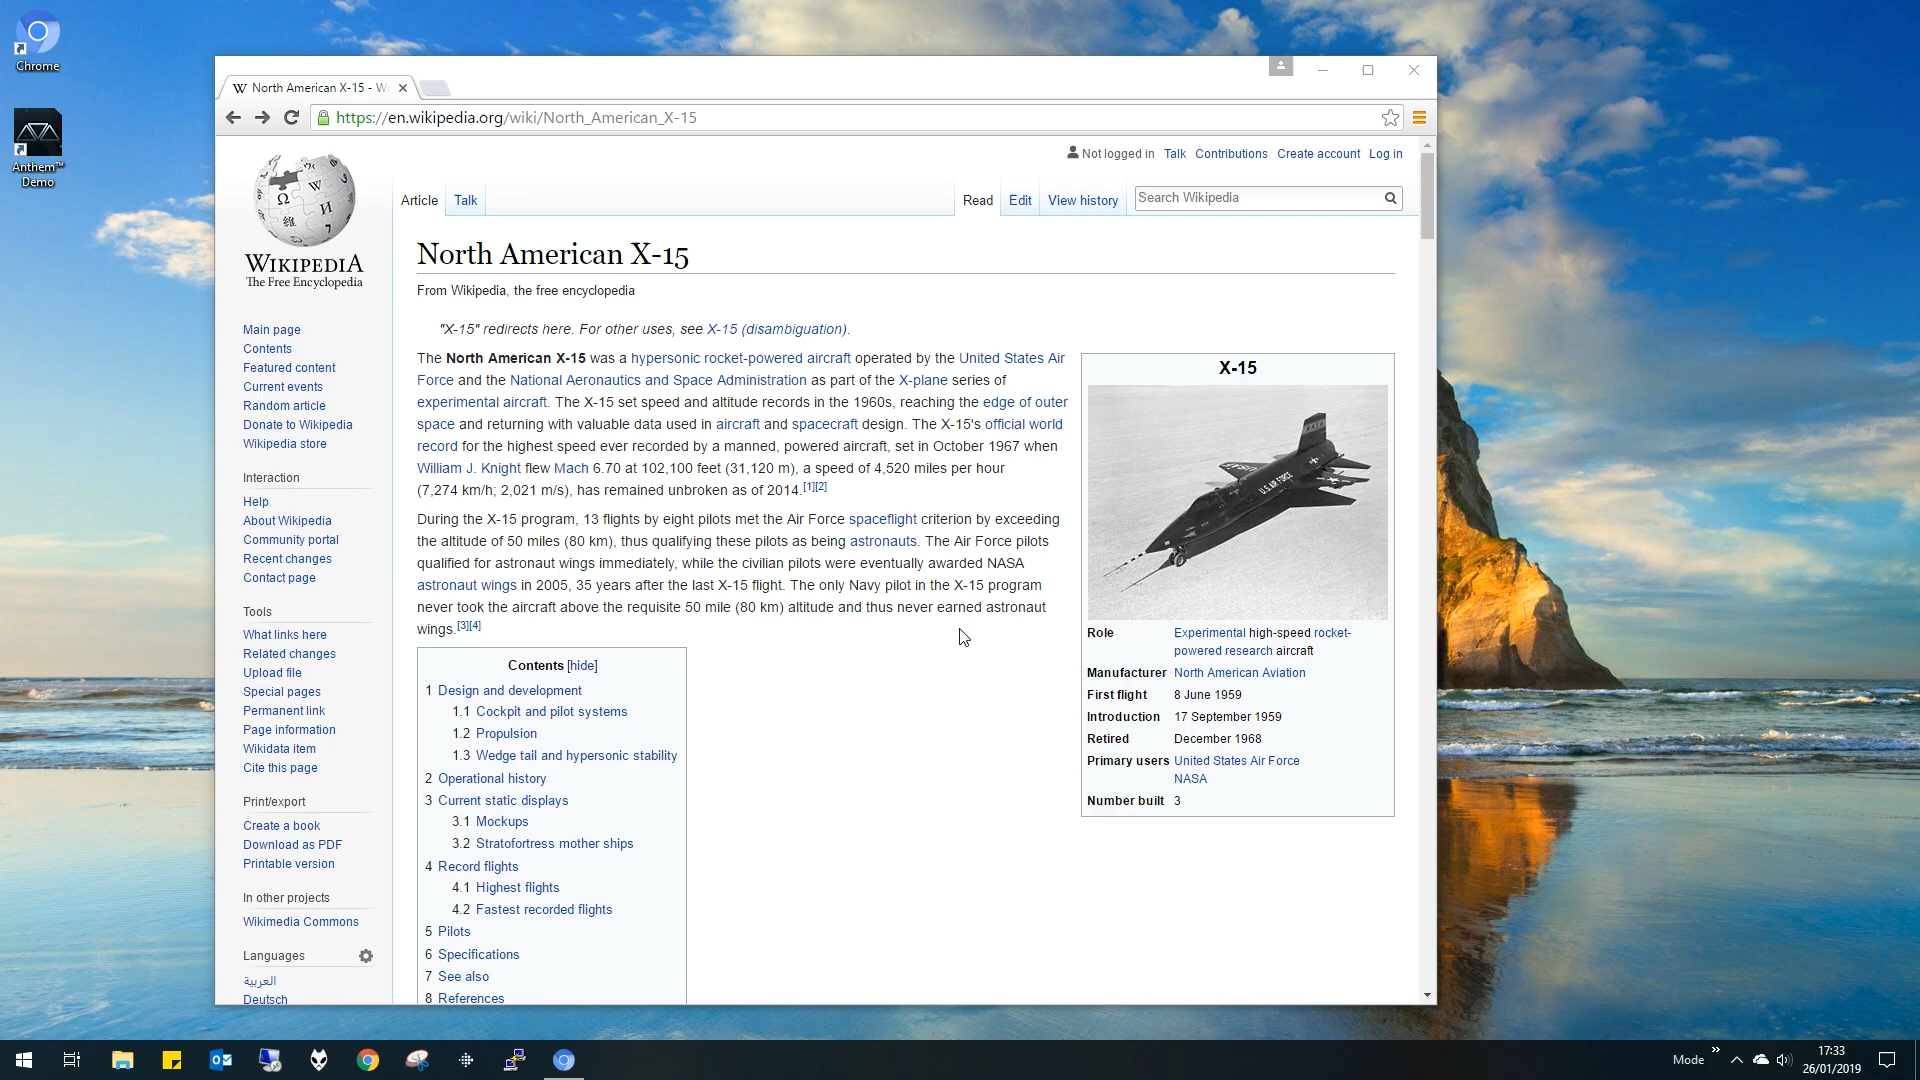 Chrome
Anthem™
Demo
North American X-15 - W
https://en.wikipedia.org/wiki/North_American_X-15
Not logged in Talk Contributions Create account Log in
Article Talk Read Edit View history Search Wikipedia
WIKIPEDIA
The Free Encyclopedia
Main page
Contents
Featured content
Current events
Random article
Donate to Wikipedia
Wikipedia store
Interaction
Help
About Wikipedia
Community portal
Recent changes
Contact page
Tools
What links here
Related changes
Upload file
Special pages
Permanent link
Page information
Wikidata item
Cite this page
Print/export
Create a book
Download as PDF
Printable version
In other projects
Wikimedia Commons
Languages
العربية
Deutsch
North American X-15
From Wikipedia, the free encyclopedia
"X-15" redirects here. For other uses, see X-15 (disambiguation).
The North American X-15 was a hypersonic rocket-powered aircraft operated by the United States Air
Force and the National Aeronautics and Space Administration as part of the X-plane series of
experimental aircraft. The X-15 set speed and altitude records in the 1960s, reaching the edge of outer
space and returning with valuable data used in aircraft and spacecraft design. The X-15's official world
record for the highest speed ever recorded by a manned, powered aircraft, set in October 1967 when
William J. Knight flew Mach 6.70 at 102,100 feet (31,120 m), a speed of 4,520 miles per hour
(7,274 km/h; 2,021 m/s), has remained unbroken as of 2014.[1][2]
During the X-15 program, 13 flights by eight pilots met the Air Force spaceflight criterion by exceeding
the altitude of 50 miles (80 km), thus qualifying these pilots as being astronauts. The Air Force pilots
qualified for astronaut wings immediately, while the civilian pilots were eventually awarded NASA
astronaut wings in 2005, 35 years after the last X-15 flight. The only Navy pilot in the X-15 program
never took the aircraft above the requisite 50 mile (80 km) altitude and thus never earned astronaut
wings.[3][4]
Contents [hide]
1 Design and development
1.1 Cockpit and pilot systems
1.2 Propulsion
1.3 Wedge tail and hypersonic stability
2 Operational history
3 Current static displays
3.1 Mockups
3.2 Stratofortress mother ships
4 Record flights
4.1 Highest flights
4.2 Fastest recorded flights
5 Pilots
6 Specifications
7 See also
8 References
X-15
U.S. AIR FORCE
USAF
NASA
Role Experimental high-speed rocket-
powered research aircraft
Manufacturer North American Aviation
First flight 8 June 1959
Introduction 17 September 1959
Retired December 1968
Primary users United States Air Force
NASA
Number built 3
Mode
17:33
26/01/2019